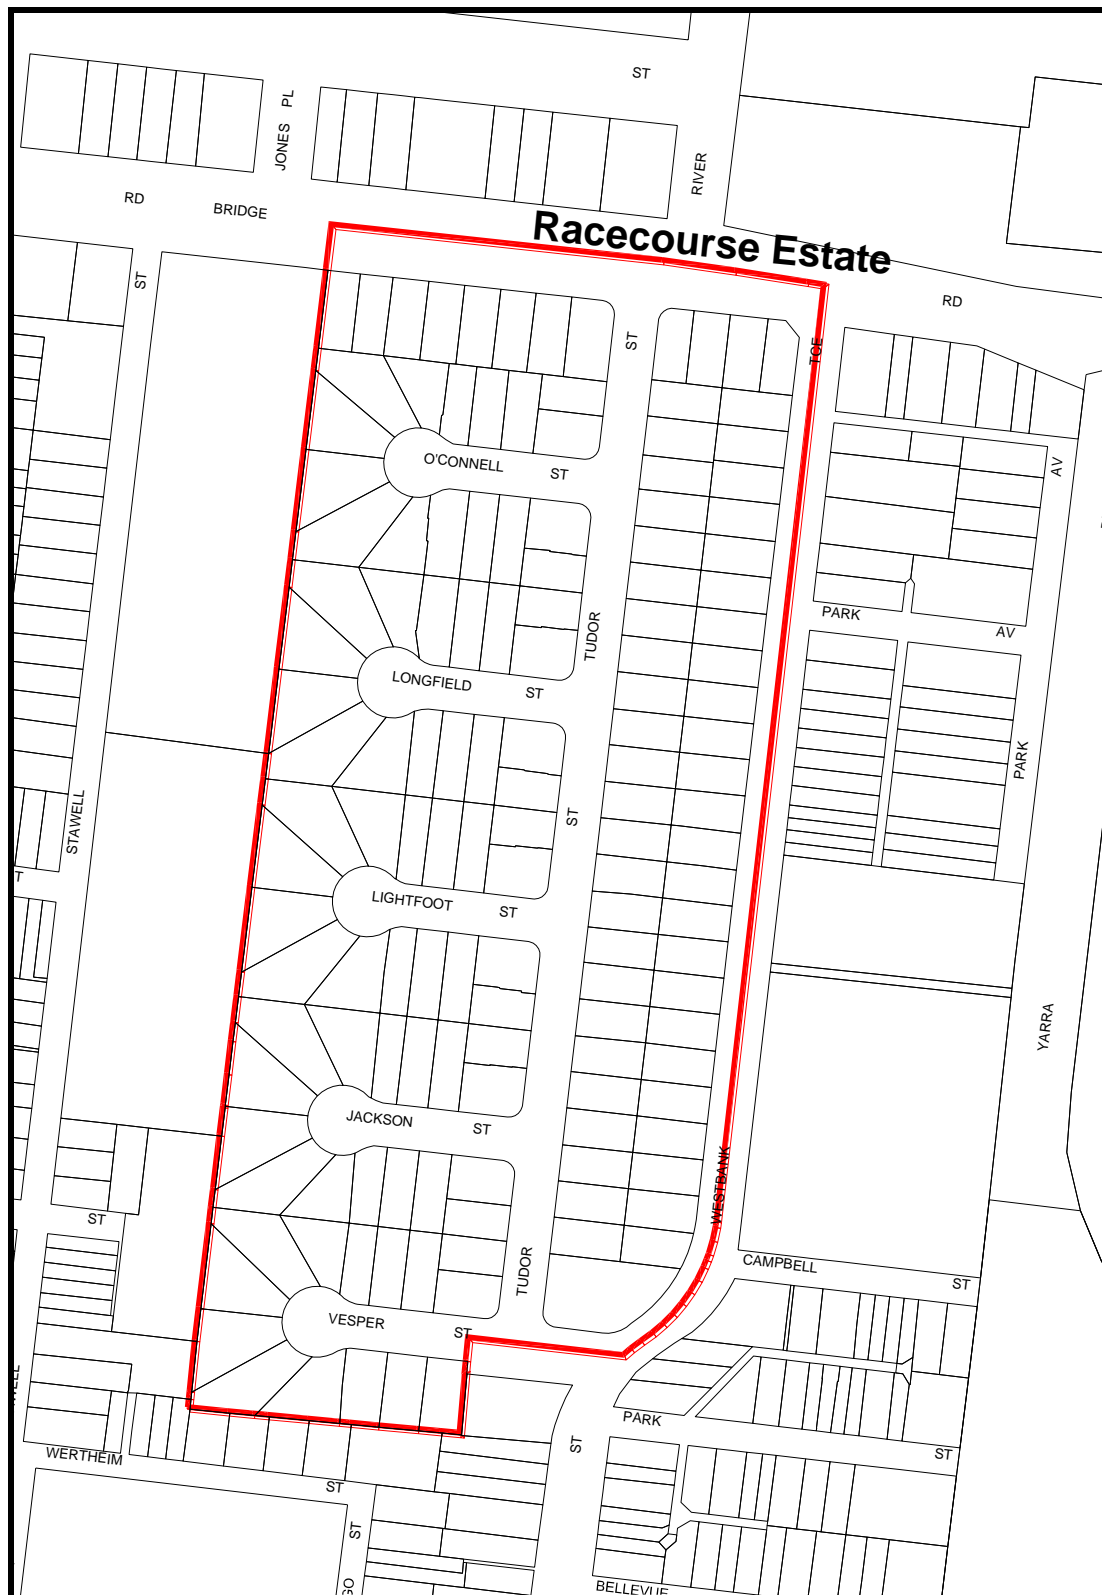 ST
JONES PL
RIVER
RD
BRIDGE
Racecourse Estate
ST
RD
ST
TCE
O'CONNELL ST
AV
PARK
AV
TUDOR
LONGFIELD ST
PARK
ST
STAWELL
LIGHTFOOT ST
YARRA
JACKSON ST
WESTBANK
ST
CAMPBELL ST
TUDOR
VESPER ST
PARK
ST
ST
WERTHEIM
ST
ST
BELLEVUE